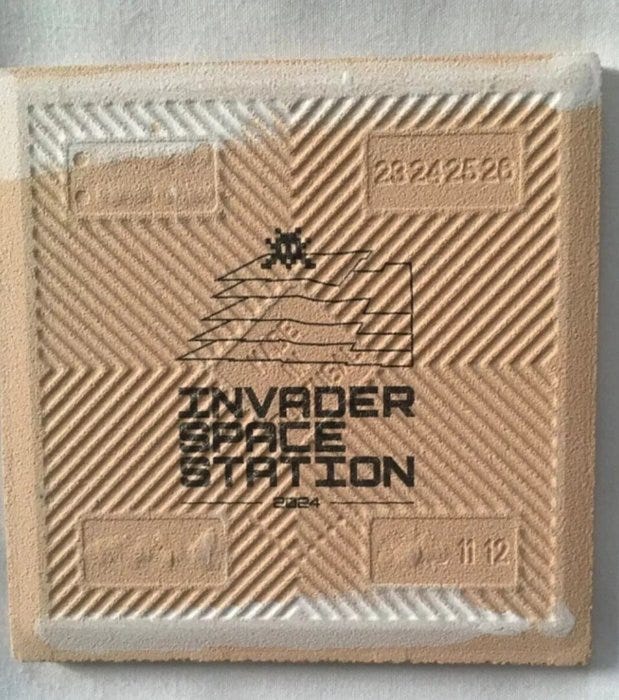 23 24 25 26
INVADER
SPACE
STATION
2024
11 12